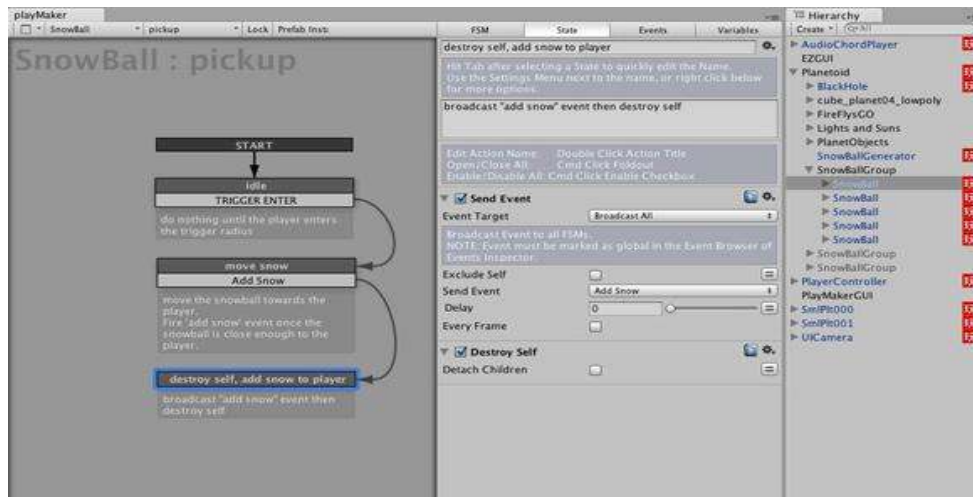 playMaker
SnowBall
pickup
Lock
Prefab Inst
SnowBall : pickup
START
idle
TRIGGER ENTER
do nothing until the player enters
the trigger radius
move snow
Add Snow
move the snowball towards the
player.
Fire 'add snow' event once the
snowball is close enough to the
player.
destroy self, add snow to player
broadcast "add snow" event then
destroy self
FSM
State
Events
Variables
destroy self, add snow to player
Hit Tab after selecting a State to quickly edit the Name.
Use the Settings Menu next to the name, or right click below
for more options.
broadcast "add snow" event then destroy self
Edit Action Name: Double Click Action Title
Open/Close All: Cmd Click Foldout
Enable/Disable All: Cmd Click Enable Checkbox
Send Event
Event Target
Broadcast All
Broadcast Event to all FSMs.
NOTE: Event must be marked as global in the Event Browser of
Events Inspector.
Exclude Self
Send Event
Add Snow
Delay
0
Every Frame
Destroy Self
Detach Children
Hierarchy
Create
All
AudioChordPlayer
EZGUI
Planetoid
BlackHole
cube_planet04_lowpoly
FireFlysGO
Lights and Suns
PlanetObjects
SnowBallGenerator
SnowBallGroup
SnowBall
SnowBall
SnowBall
SnowBall
SnowBall
SnowBallGroup
SnowBallGroup
PlayerController
PlayMakerGUI
SmlPlt000
SmlPlt001
UICamera